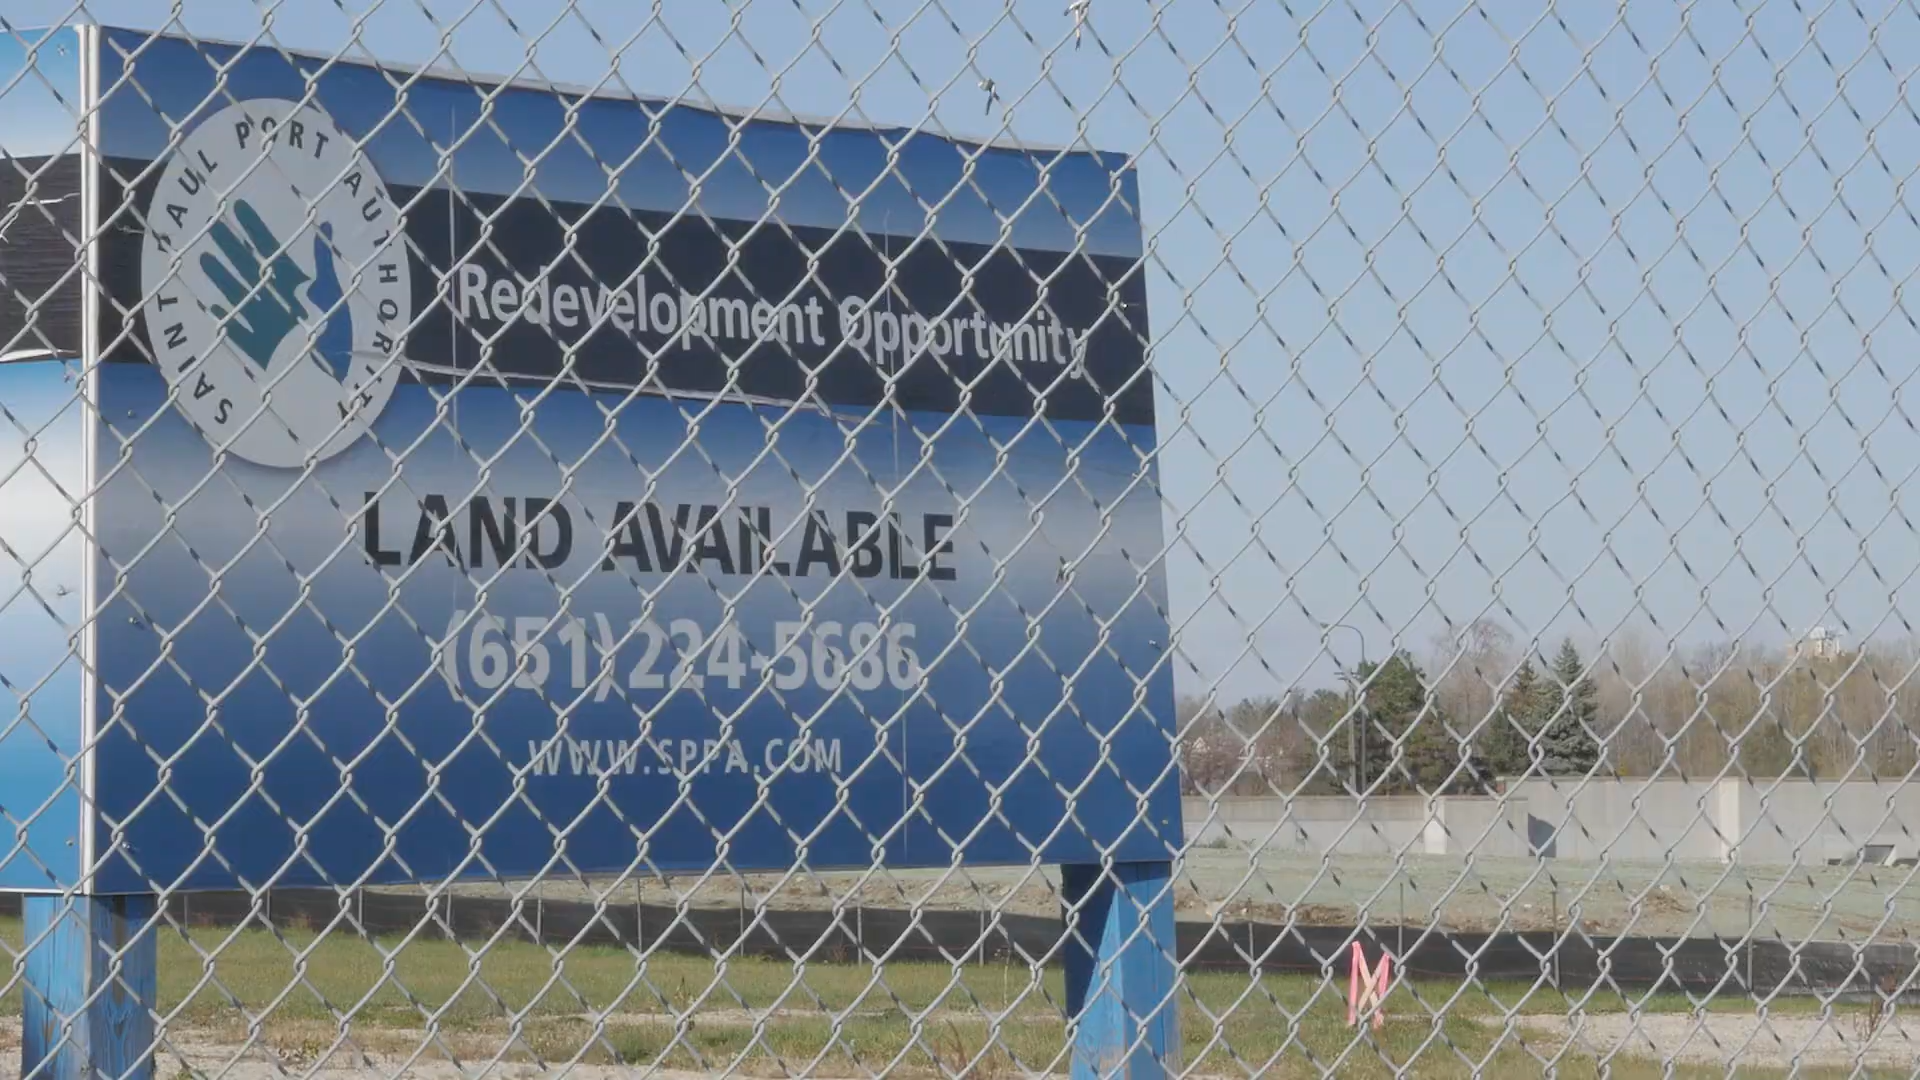 SAINT PAUL PORT AUTHORITY
Redevelopment Opportunity
LAND AVAILABLE
(651)224-5686
WWW.SPPA.COM